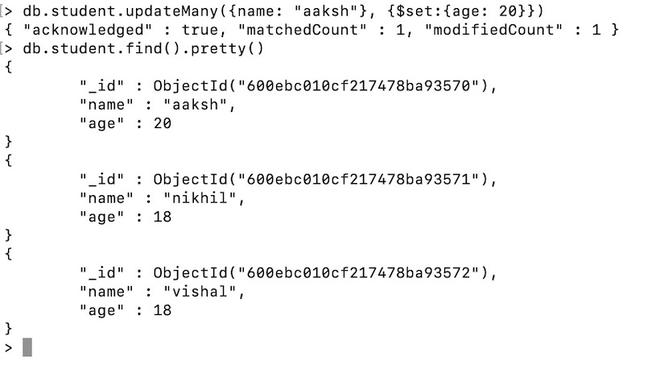 [> db.student.updateMany({name: "aaksh"}, {$set:{age: 20}})
{ "acknowledged" : true, "matchedCount" : 1, "modifiedCount" : 1 }
[> db.student.find().pretty()
{
        "_id" : ObjectId("600ebc010cf217478ba93570"),
        "name" : "aaksh",
        "age" : 20
}
{
        "_id" : ObjectId("600ebc010cf217478ba93571"),
        "name" : "nikhil",
        "age" : 18
}
{
        "_id" : ObjectId("600ebc010cf217478ba93572"),
        "name" : "vishal",
        "age" : 18
}
>